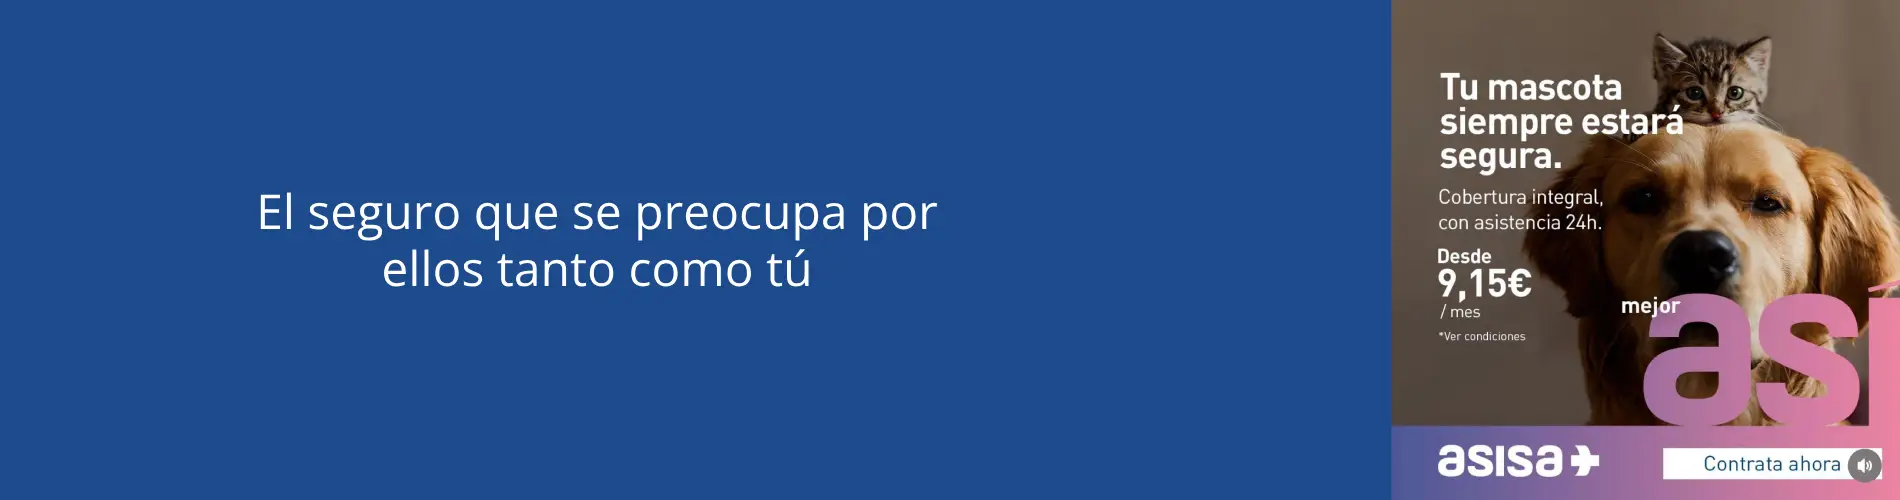 El seguro que se preocupa por
ellos tanto como tú
Tu mascota
siempre estará
segura.
Cobertura integral,
con asistencia 24h.
Desde
9,15€
/ mes
*Ver condiciones
mejor
así
asisa
Contrata ahora